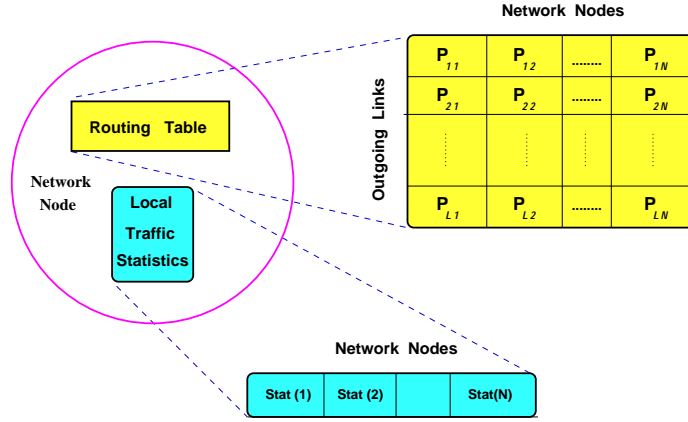 Network Nodes
P11 P12 ........ P1N
P21 P22 ........ P2N
Outgoing Links
Routing Table
Network
Node
Local
Traffic
Statistics
PL1 PL2 ........ PLN
Network Nodes
Stat (1) Stat (2) Stat(N)